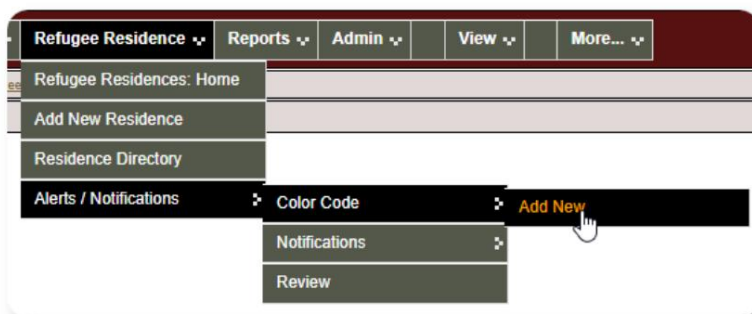 Refugee Residence Reports Admin View More...
ee
Refugee Residences: Home
Add New Residence
Residence Directory
Alerts / Notifications Color Code Add New
Notifications
Review